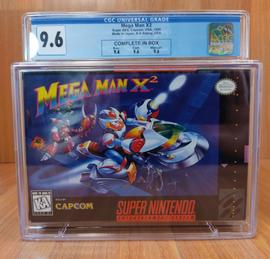 CGC UNIVERSAL GRADE
Mega Man X2
COMPLETE IN BOX
9.6
9.4 9.6 9.6
MEGA MAN X2
CAPCOM
SUPER NINTENDO
ENTERTAINMENT SYSTEM